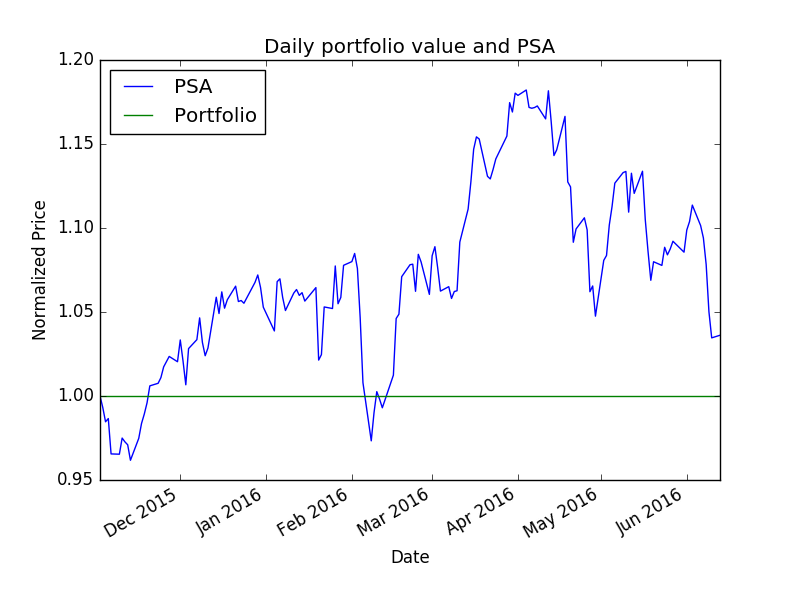 Daily portfolio value and PSA
1.20
1.15
1.10
1.05
1.00
0.95
Normalized Price
PSA
Portfolio
Dec 2015
Jan 2016
Feb 2016
Mar 2016
Apr 2016
May 2016
Jun 2016
Date